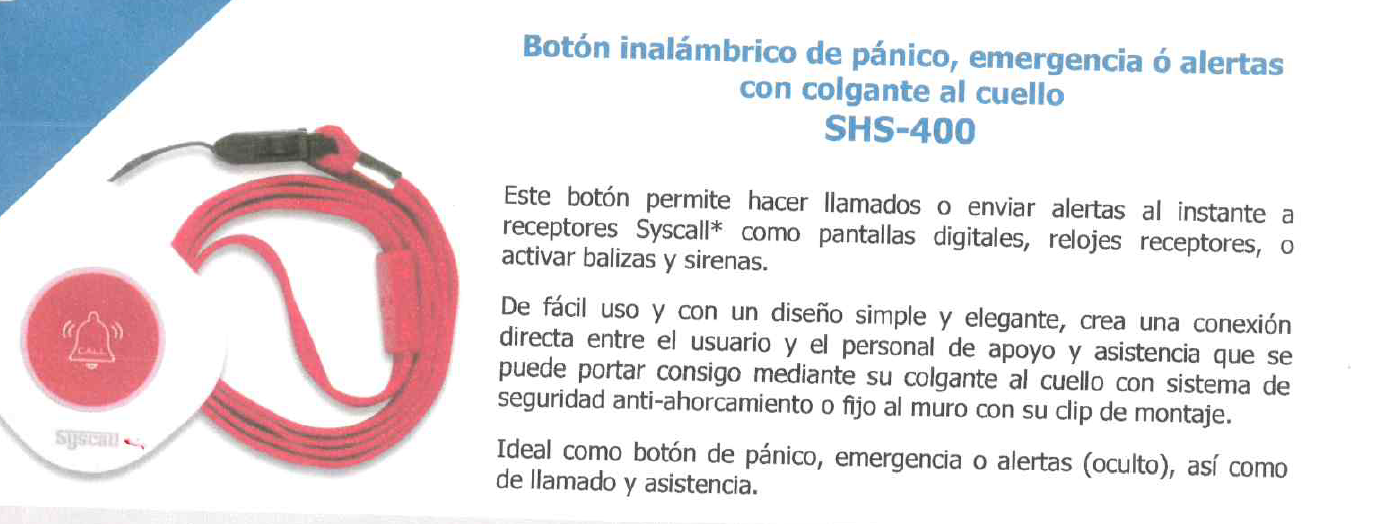 Botón inalámbrico de pánico, emergencia ó alertas
con colgante al cuello
SHS-400
Este botón permite hacer llamados o enviar alertas al instante a
receptores Syscall* como pantallas digitales, relojes receptores, o
activar balizas y sirenas.
De fácil uso y con un diseño simple y elegante, crea una conexión
directa entre el usuario y el personal de apoyo y asistencia que se
puede portar consigo mediante su colgante al cuello con sistema de
seguridad anti-ahorcamiento o fijo al muro con su clip de montaje.
Ideal como botón de pánico, emergencia o alertas (oculto), así como
de llamado y asistencia.
CALL
Syscall